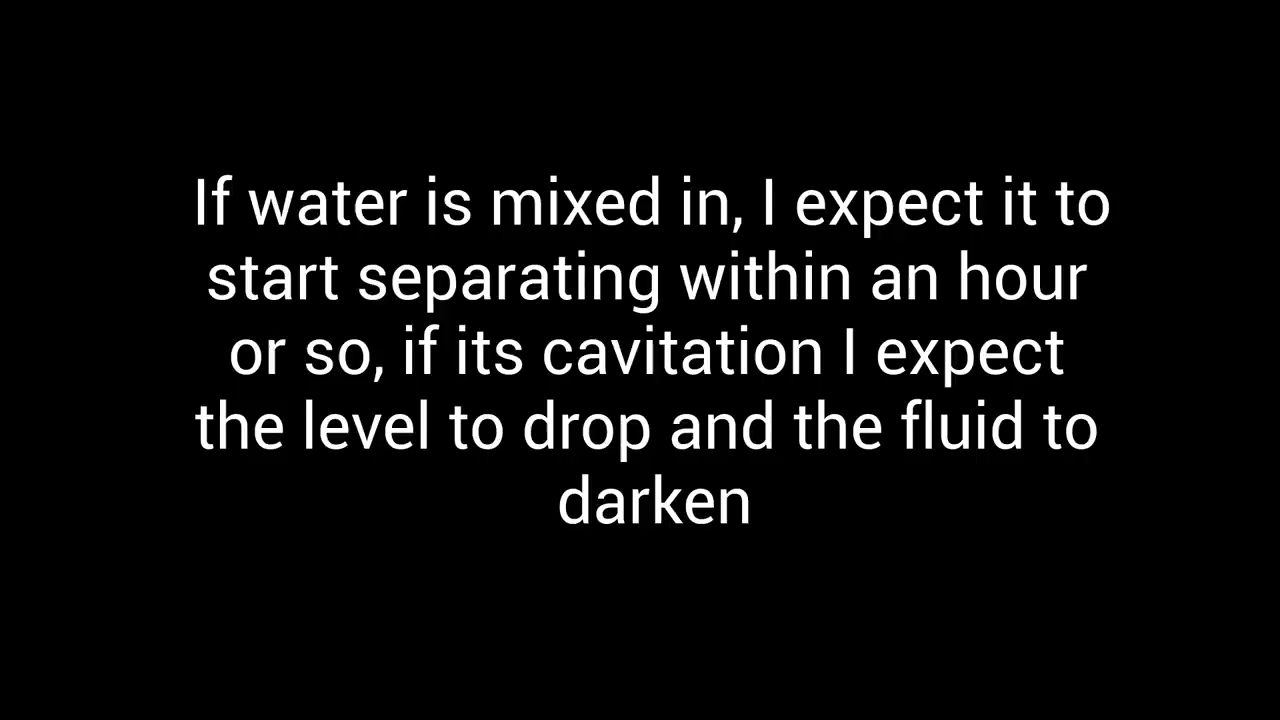 If water is mixed in, I expect it to
start separating within an hour
or so, if its cavitation I expect
the level to drop and the fluid to
darken